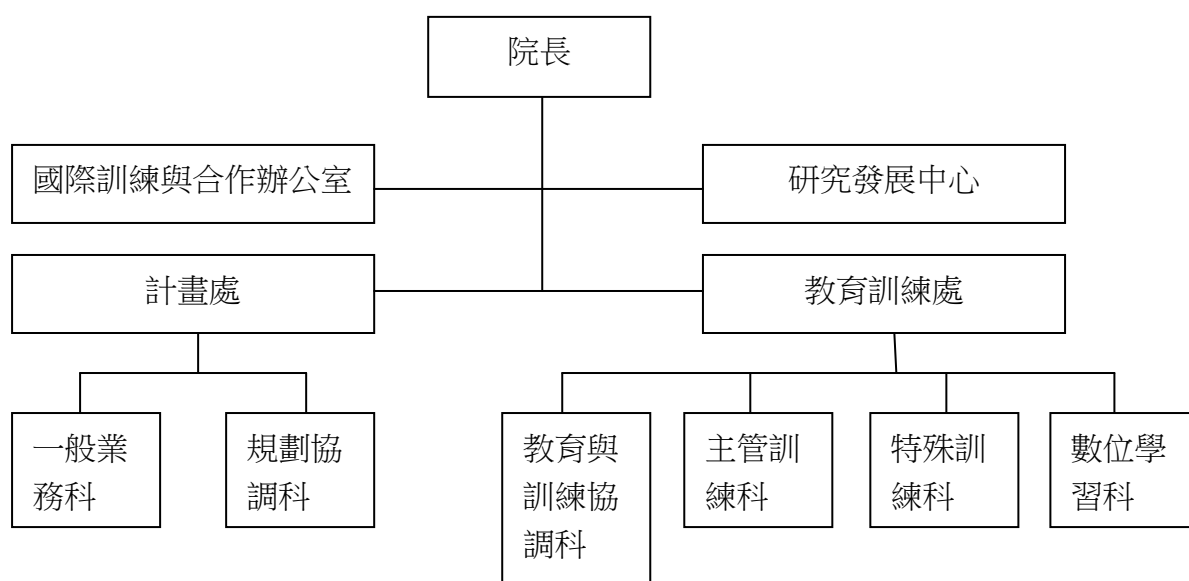 院長
國際訓練與合作辦公室
研究發展中心
計畫處
教育訓練處
一般業
務科
規劃協
調科
教育與
訓練協
調科
主管訓
練科
特殊訓
練科
數位學
習科